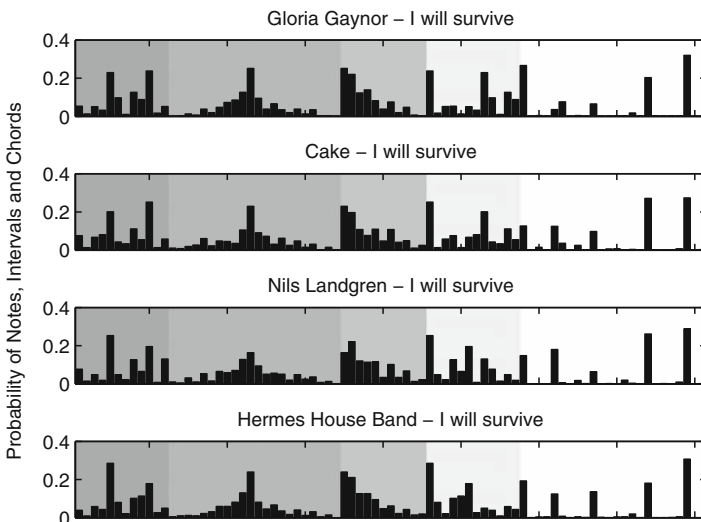 Gloria Gaynor – I will survive
0.4
0.2
0
Cake – I will survive
0.4
0.2
0
Nils Landgren – I will survive
0.4
0.2
0
Hermes House Band – I will survive
0.4
0.2
0
Probability of Notes, Intervals and Chords